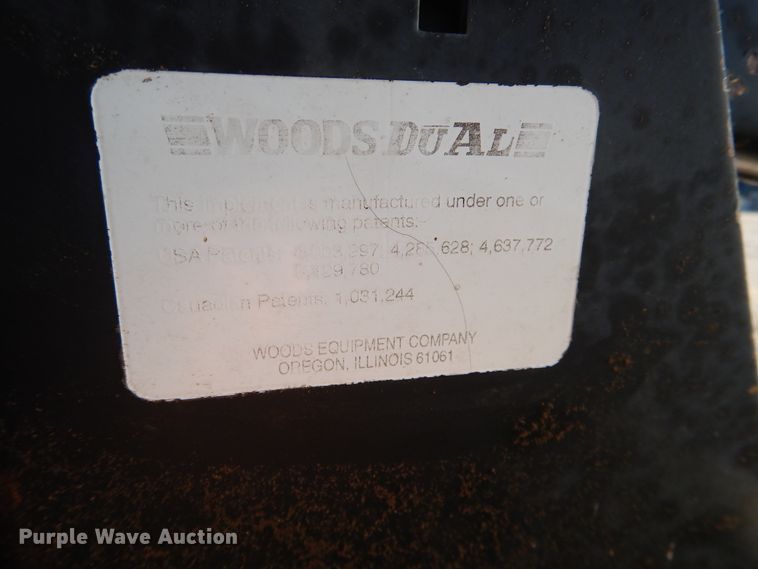 WOODS·DUAL
This implement is manufactured under one or
more of the following patents:-
USA Patents: 4,637,772
Canadian Patents: 1,031,244
WOODS EQUIPMENT COMPANY
OREGON, ILLINOIS 61061
Purple Wave Auction